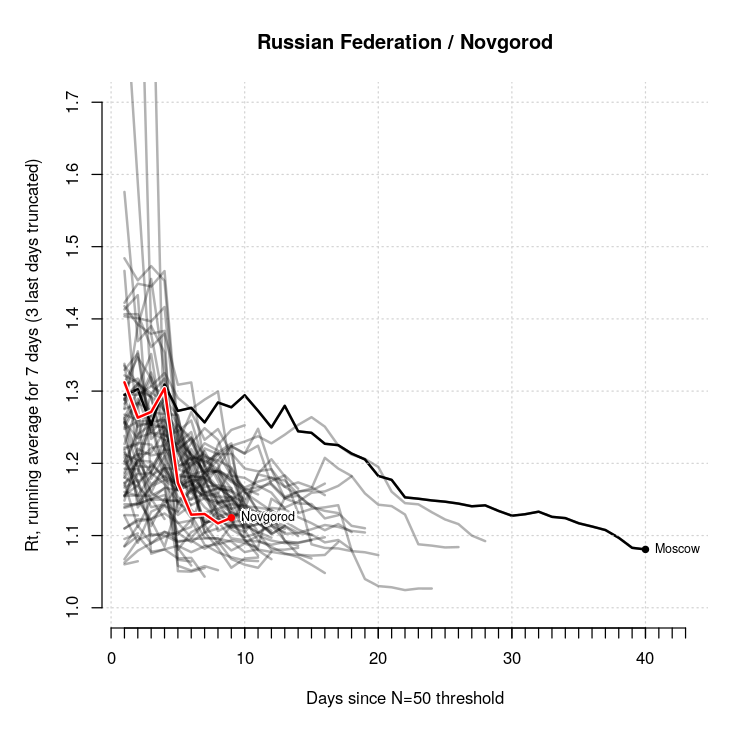 Russian Federation / Novgorod
Rt, running average for 7 days (3 last days truncated)
1.7
1.6
1.5
1.4
1.3
1.2
1.1
1.0
Novgorod
Moscow
0
10
20
30
40
Days since N=50 threshold